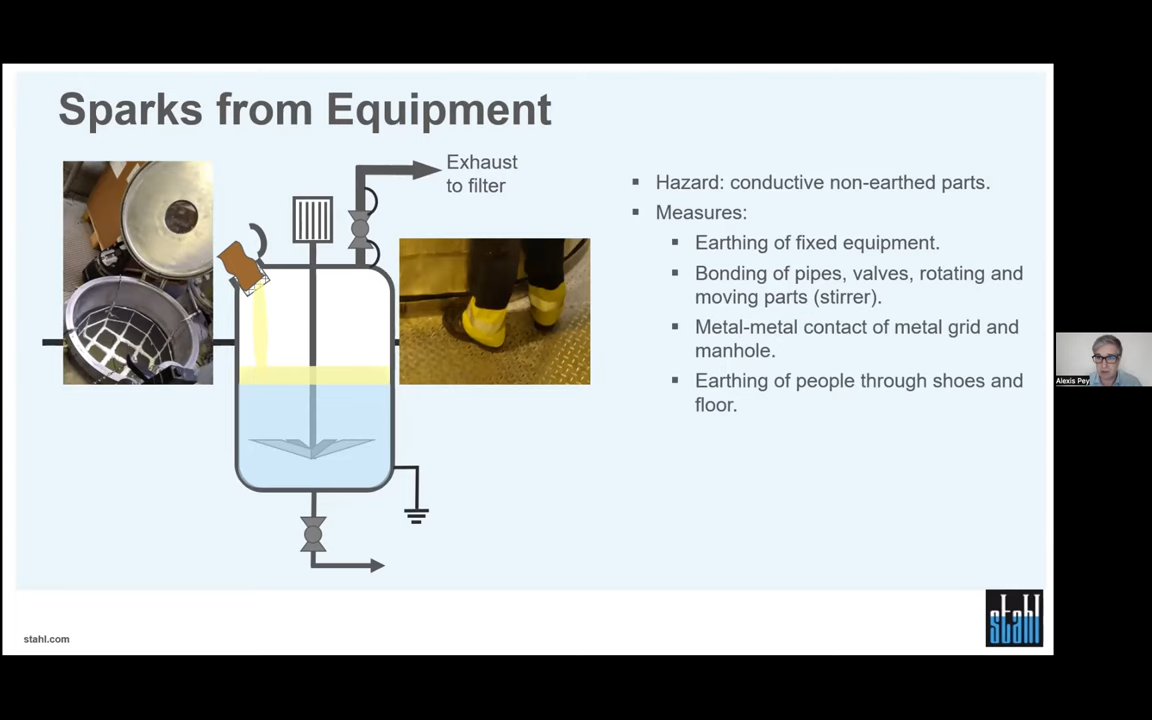 Sparks from Equipment
Exhaust
to filter
▪ Hazard: conductive non-earthed parts.
▪ Measures:
▪ Earthing of fixed equipment.
▪ Bonding of pipes, valves, rotating and
moving parts (stirrer).
▪ Metal-metal contact of metal grid and
manhole.
▪ Earthing of people through shoes and
floor.
Alexis Pey
stahl.com
stahl